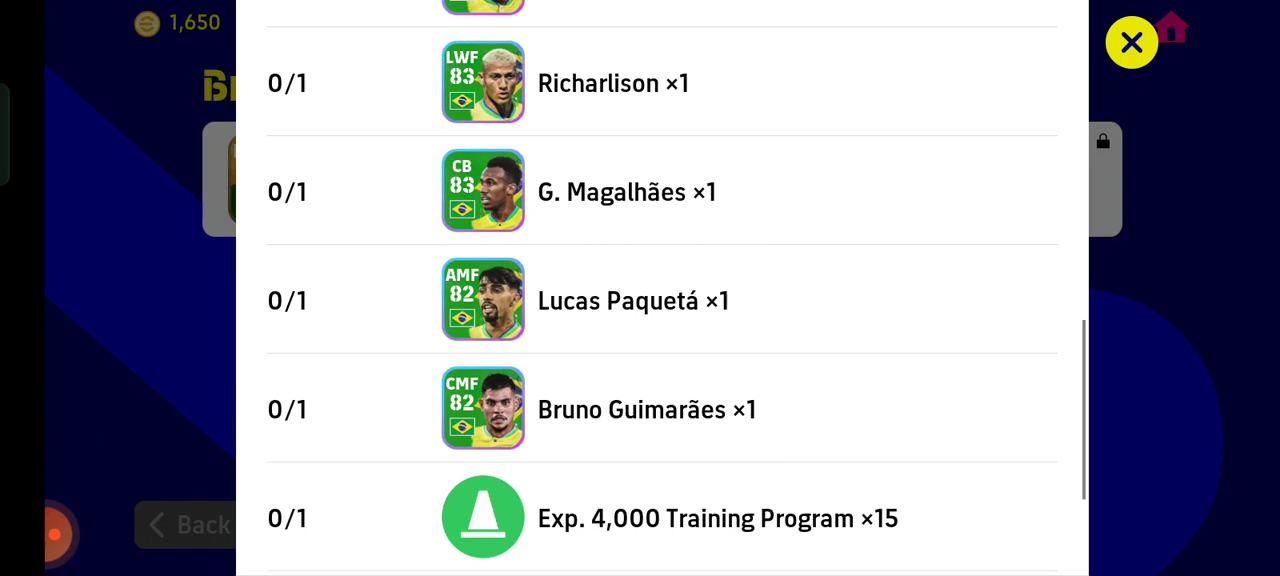 1,650
LWF
83
0/1
Richarlison ×1
CB
83
0/1
G. Magalhães ×1
AMF
82
0/1
Lucas Paquetá ×1
CMF
82
0/1
Bruno Guimarães ×1
0/1
Exp. 4,000 Training Program ×15
Back